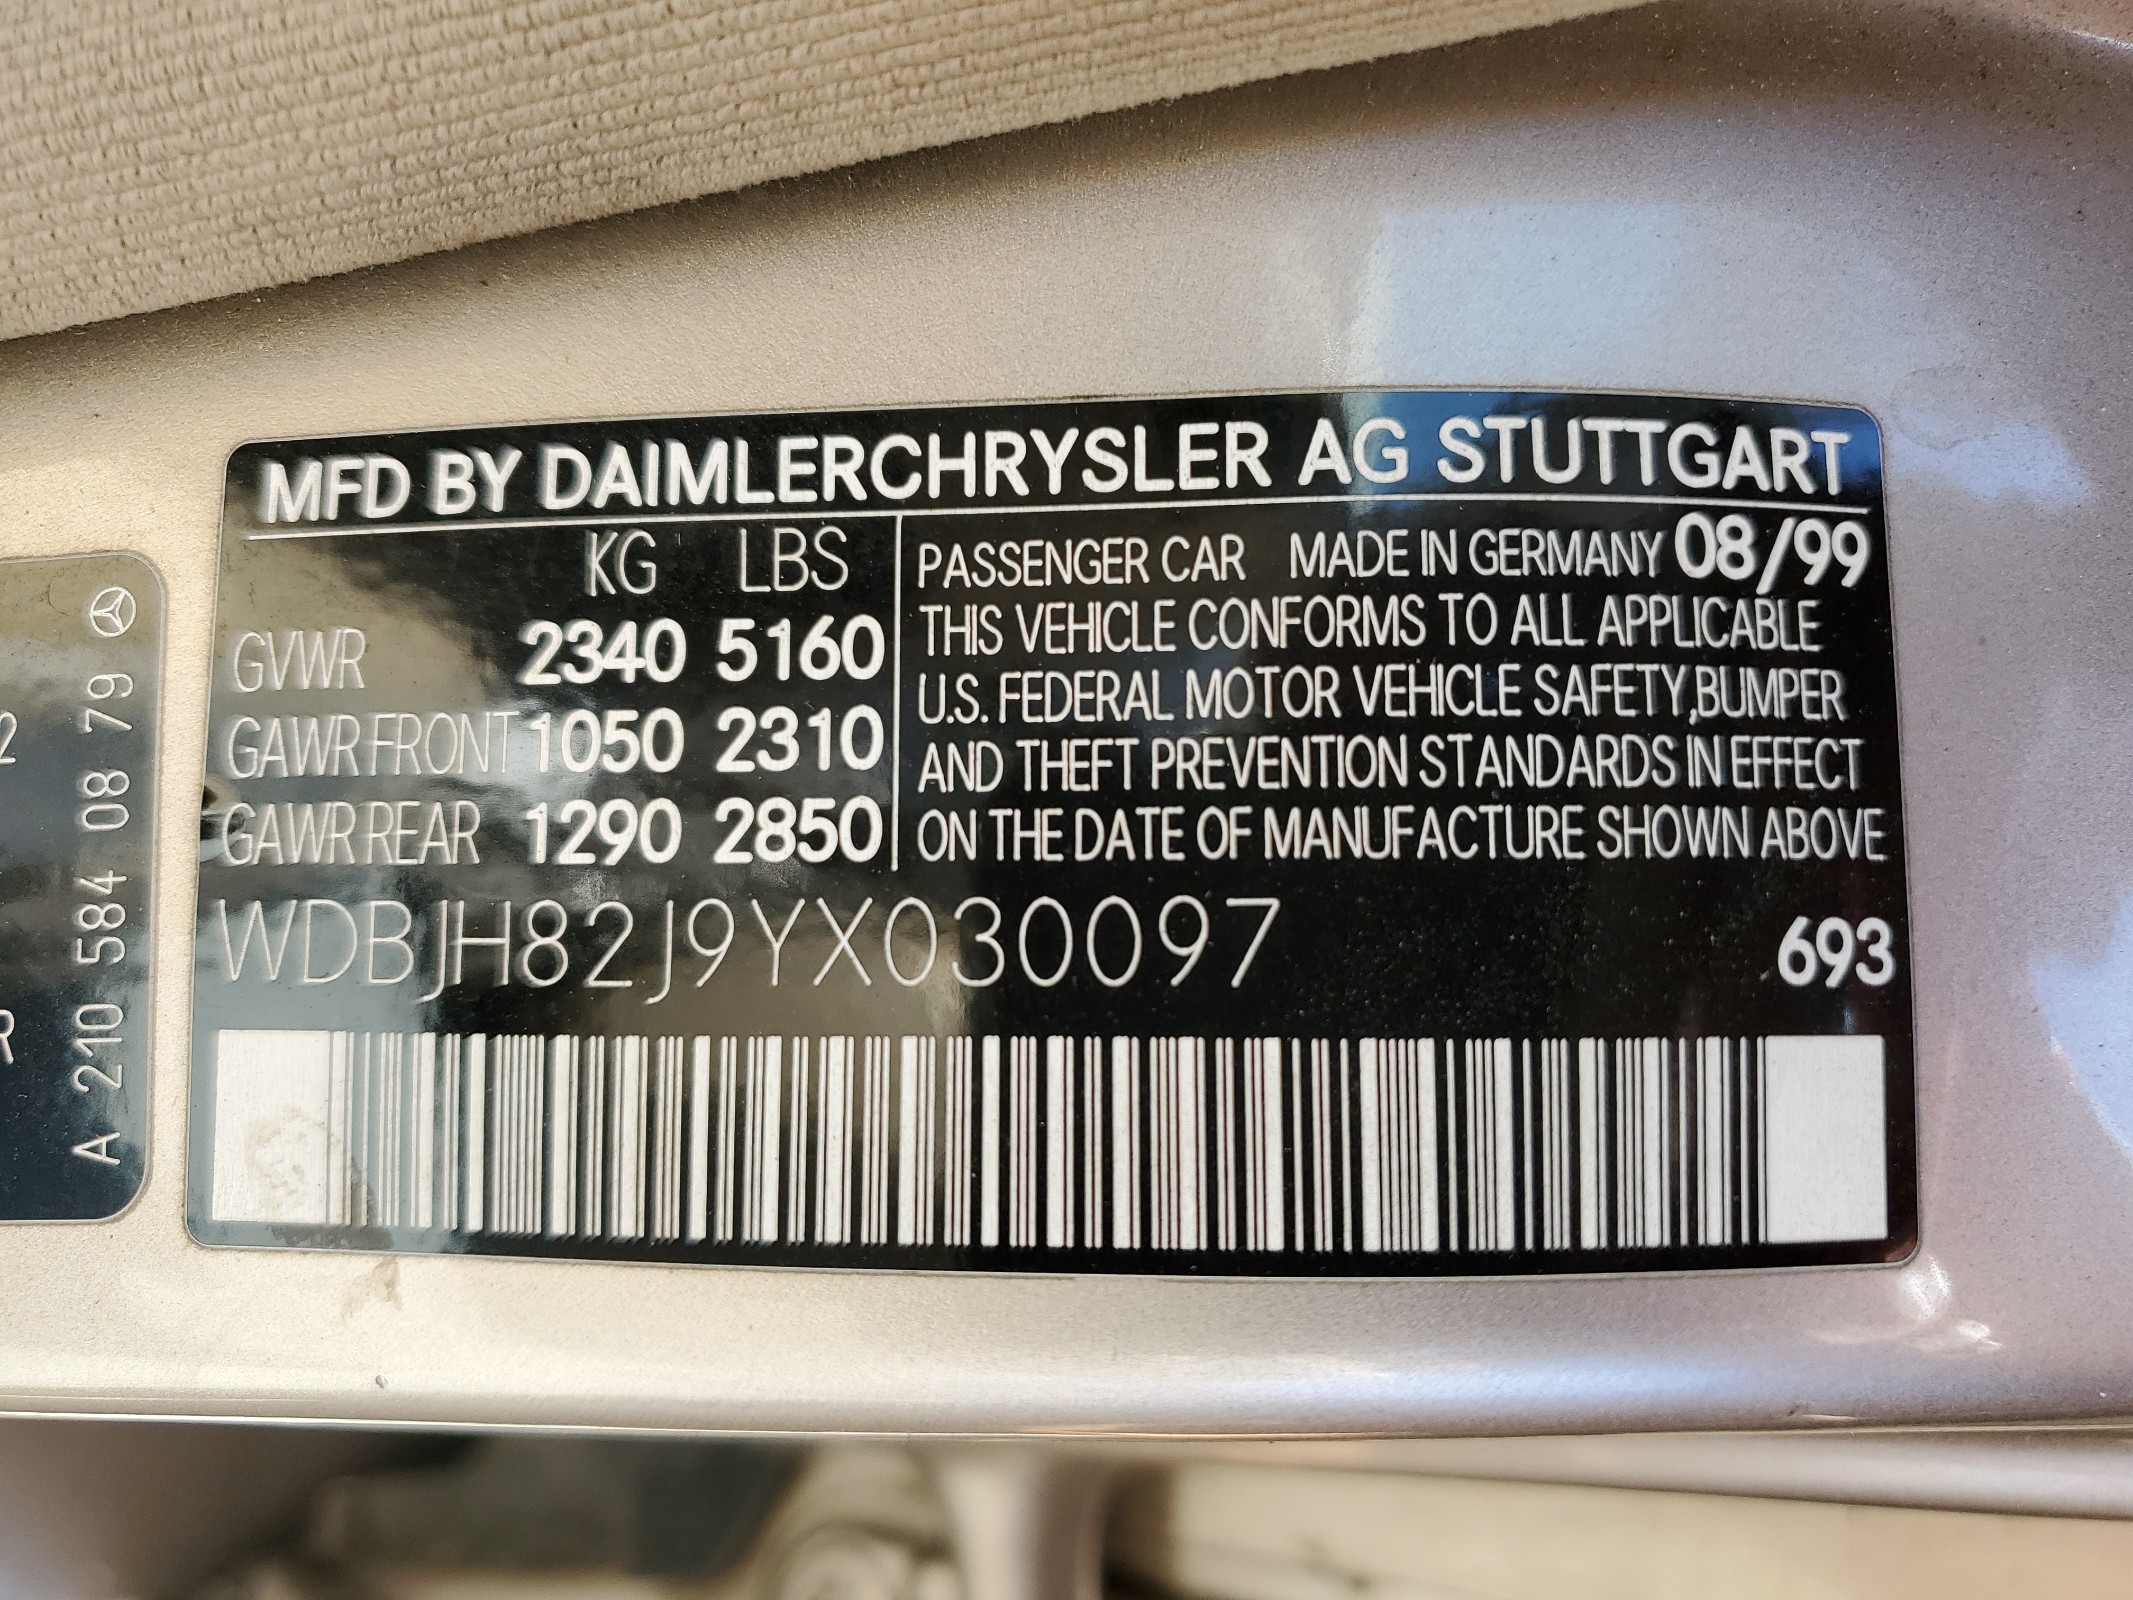 MFD BY DAIMLERCHRYSLER AG STUTTGART
KG LBS
GVWR 2340 5160
GAWR FRONT 1050 2310
GAWR REAR 1290 2850
PASSENGER CAR MADE IN GERMANY 08/99
THIS VEHICLE CONFORMS TO ALL APPLICABLE
U.S. FEDERAL MOTOR VEHICLE SAFETY,BUMPER
AND THEFT PREVENTION STANDARDS IN EFFECT
ON THE DATE OF MANUFACTURE SHOWN ABOVE
WDBJH82J9YX030097 693
A 210 584 08 79
2
R